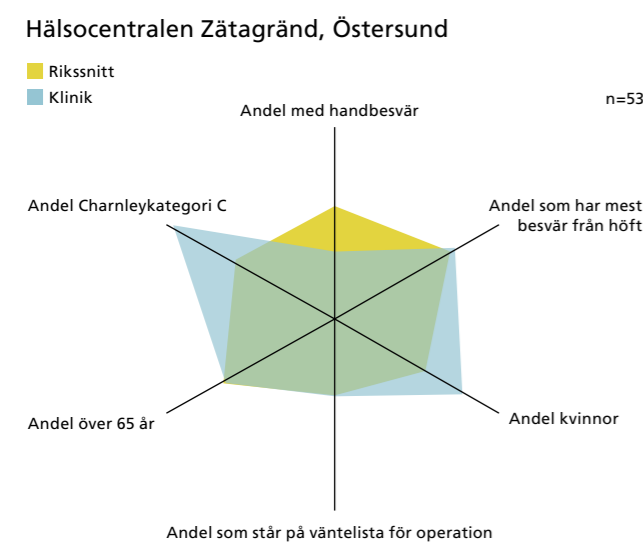 Hälsocentralen Zätagränd, Östersund
Rikssnitt
Klinik
n=53
Andel med handbesvär
Andel Charnleykategori C
Andel som har mest
besvär från höft
Andel över 65 år
Andel kvinnor
Andel som står på väntelista för operation